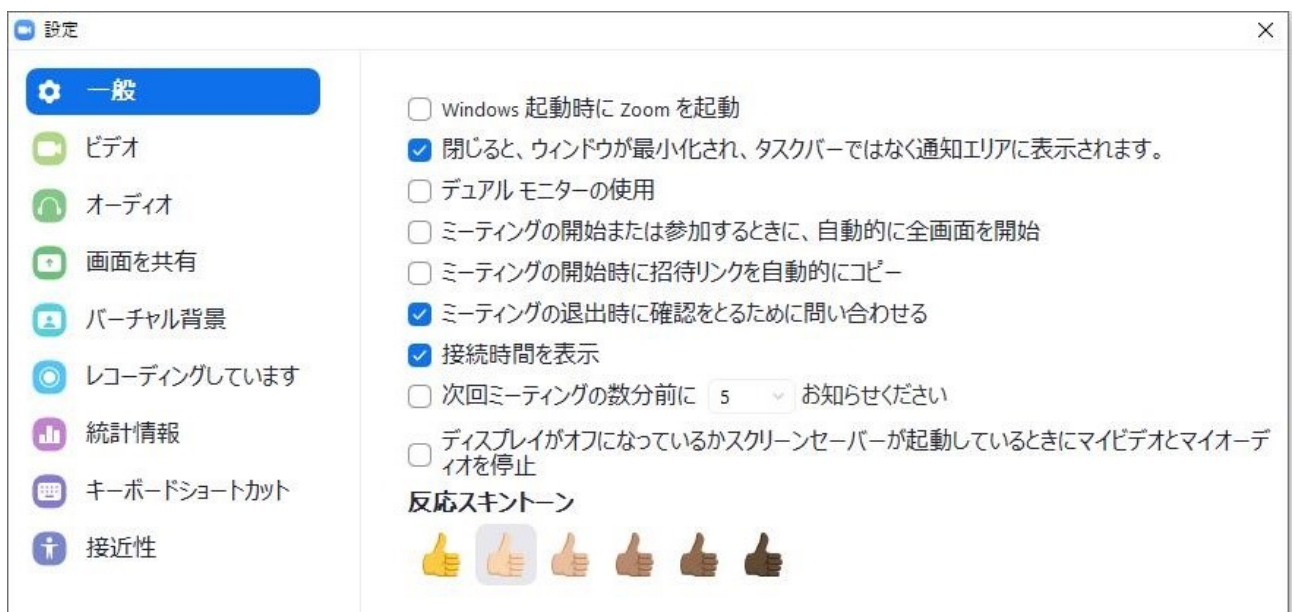 設定
一般
ビデオ
オーディオ
画面を共有
バーチャル背景
レコーディングしています
統計情報
キーボードショートカット
接近性
Windows 起動時に Zoom を起動
閉じると、ウィンドウが最小化され、タスクバーではなく通知エリアに表示されます。
デュアル モニターの使用
ミーティングの開始または参加するときに、自動的に全画面を開始
ミーティングの開始時に招待リンクを自動的にコピー
ミーティングの退出時に確認をとるために問い合わせる
接続時間を表示
次回ミーティングの数分前に 5 お知らせください
ディスプレイがオフになっているかスクリーンセーバーが起動しているときにマイビデオとマイオーデ
ィオを停止
反応スキントーン